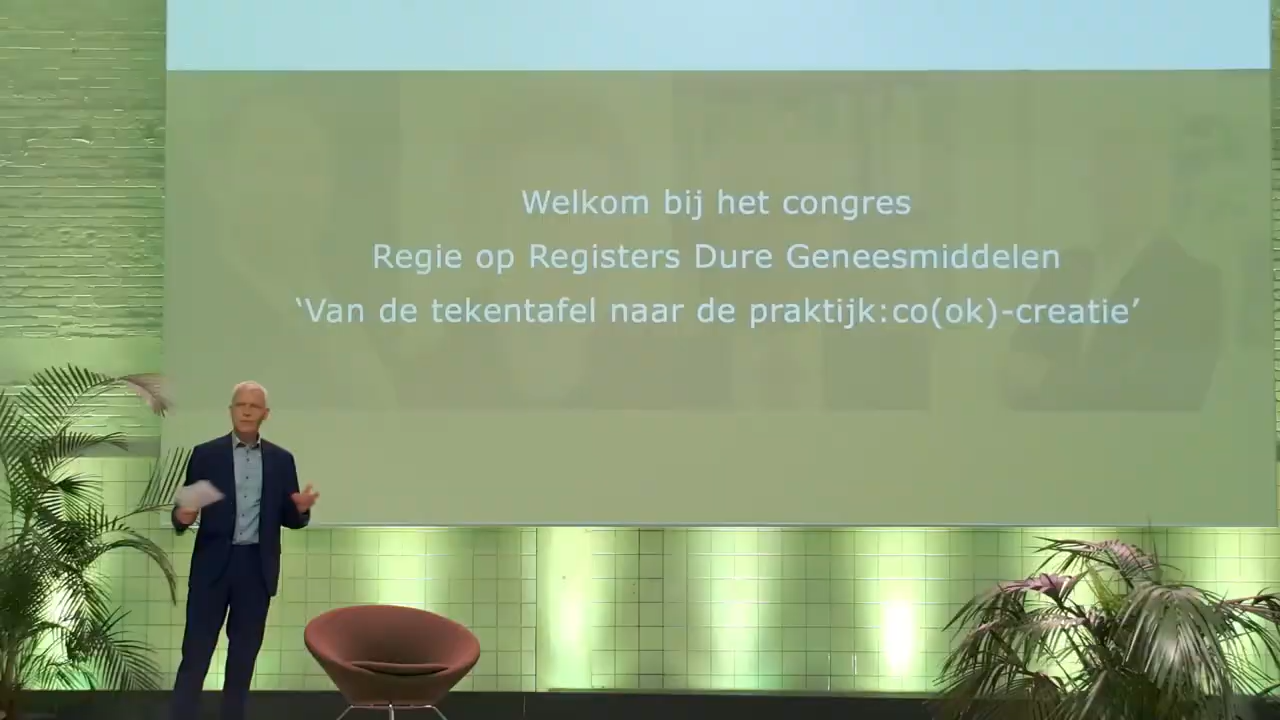 Welkom bij het congres
Regie op Registers Dure Geneesmiddelen
‘Van de tekentafel naar de praktijk:co(ok)-creatie’